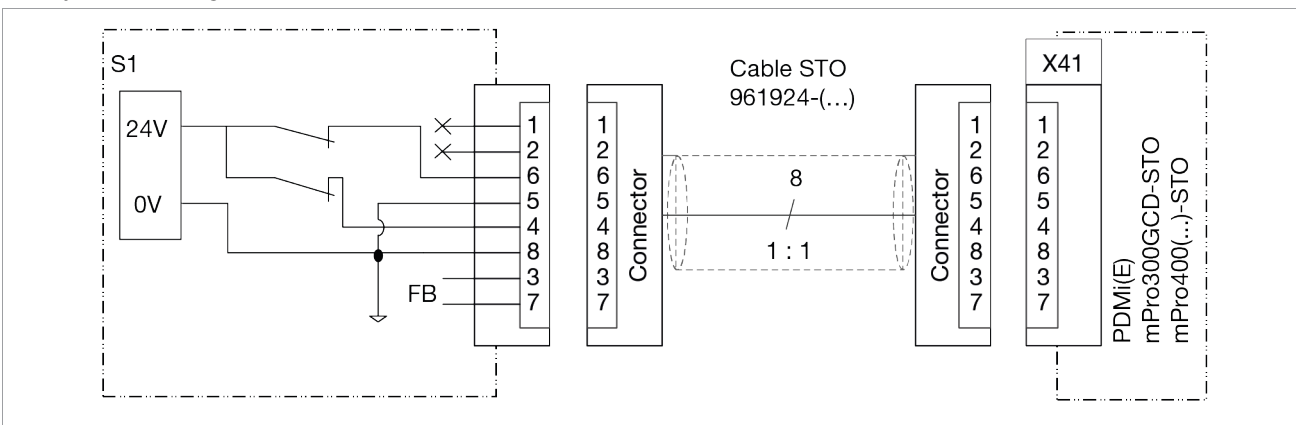 S1
24V
0V
FB
1
2
6
5
4
8
3
7
1
2
6
5
4
8
3
7
Connector
Cable STO
961924-(...)
8
1 : 1
Connector
1
2
6
5
4
8
3
7
X41
1
2
6
5
4
8
3
7
PDMi(E)
mPro300GCD-STO
mPro400(...)-STO